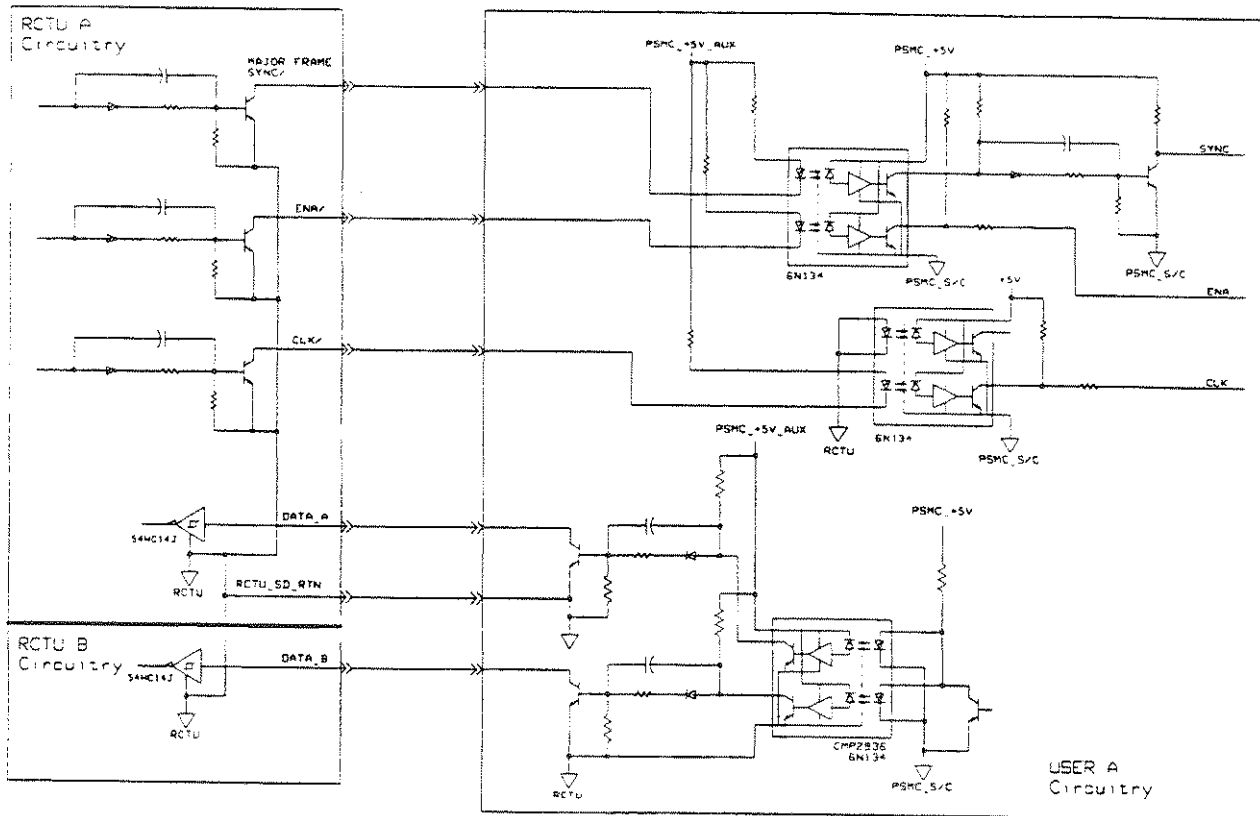 RCTU A
Circuitry
MAJOR FRAME
SYNC/
PSMC_+5V_AUX
PSMC_+5V
SYNC
ENA/
6N134
PSMC_S/C
PSMC_S/C
+5V
ENA
CLK/
CLK
RCTU
6N134
PSMC_S/C
PSMC_+5V_AUX
DATA_A
54HC14J
RCTU
RCTU_SD_RTN
PSMC_+5V
RCTU B
Circuitry
DATA_B
54HC14J
RCTU
RCTU
CMP2936
6N134
PSMC_S/C
USER A
Circuitry